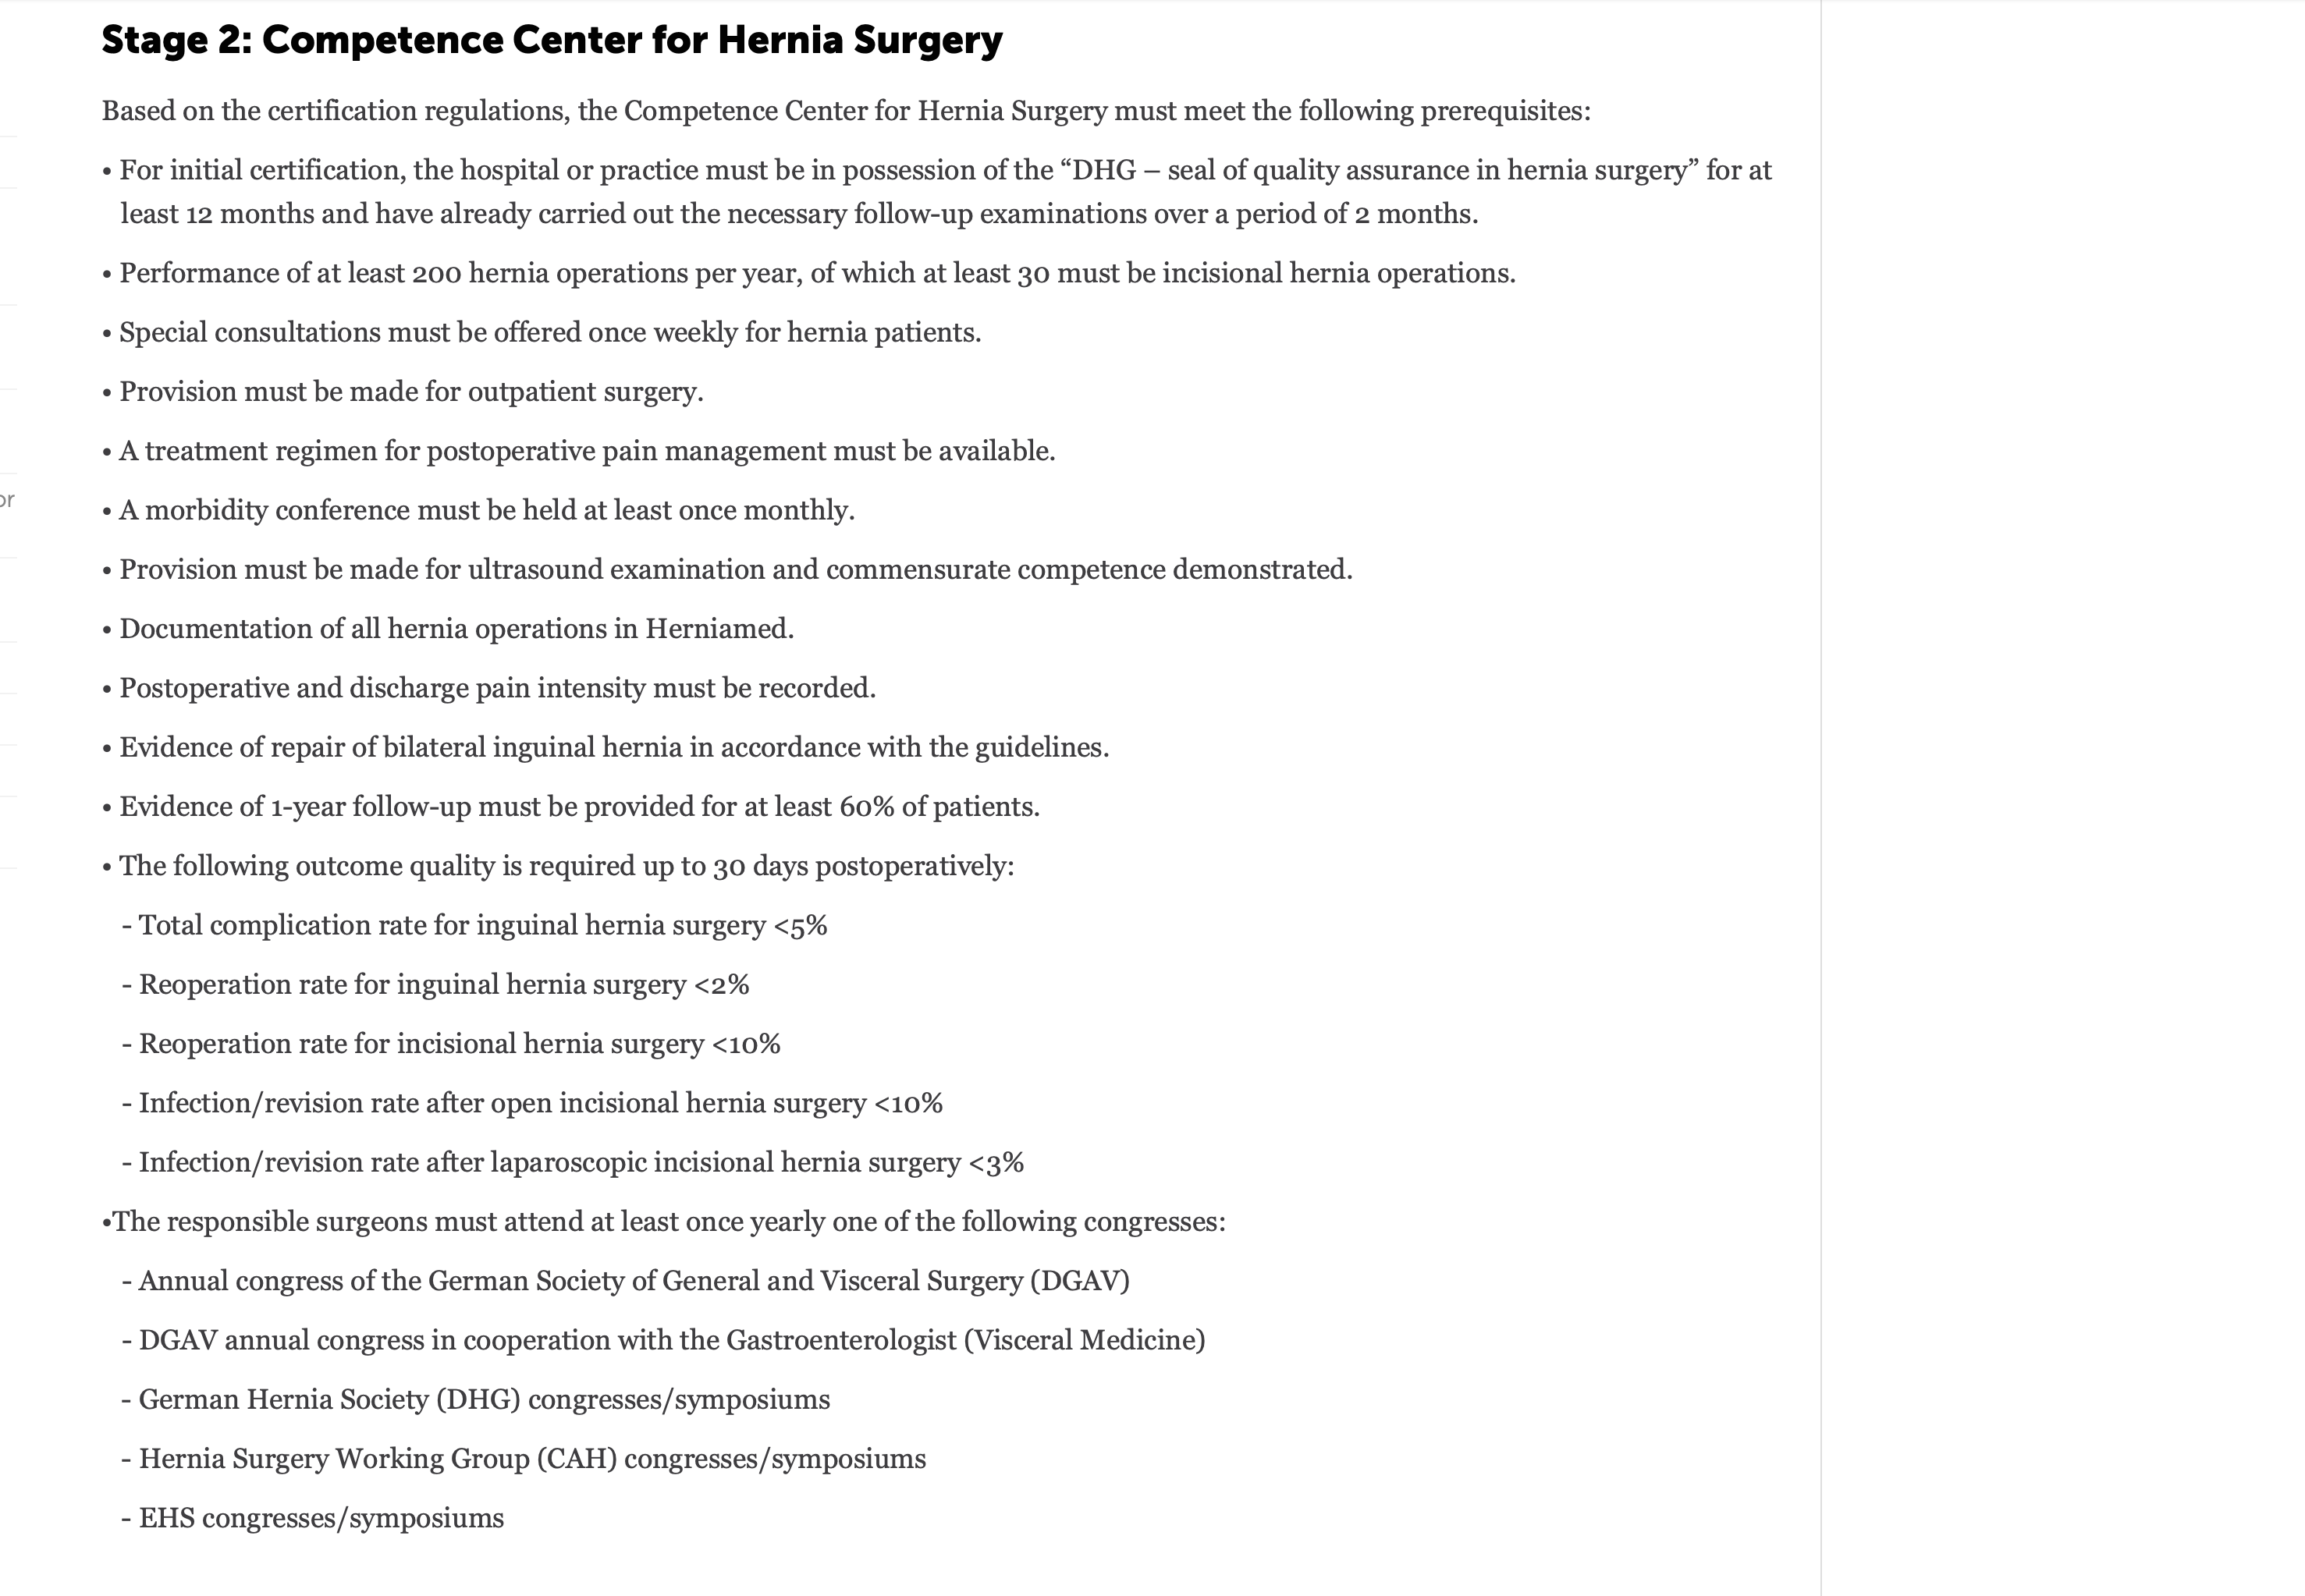 Stage 2: Competence Center for Hernia Surgery
Based on the certification regulations, the Competence Center for Hernia Surgery must meet the following prerequisites:
• For initial certification, the hospital or practice must be in possession of the “DHG – seal of quality assurance in hernia surgery” for at
least 12 months and have already carried out the necessary follow-up examinations over a period of 2 months.
• Performance of at least 200 hernia operations per year, of which at least 30 must be incisional hernia operations.
• Special consultations must be offered once weekly for hernia patients.
• Provision must be made for outpatient surgery.
• A treatment regimen for postoperative pain management must be available.
or
• A morbidity conference must be held at least once monthly.
• Provision must be made for ultrasound examination and commensurate competence demonstrated.
• Documentation of all hernia operations in Herniamed.
• Postoperative and discharge pain intensity must be recorded.
• Evidence of repair of bilateral inguinal hernia in accordance with the guidelines.
• Evidence of 1-year follow-up must be provided for at least 60% of patients.
• The following outcome quality is required up to 30 days postoperatively:
- Total complication rate for inguinal hernia surgery <5%
- Reoperation rate for inguinal hernia surgery <2%
- Reoperation rate for incisional hernia surgery <10%
- Infection/revision rate after open incisional hernia surgery <10%
- Infection/revision rate after laparoscopic incisional hernia surgery <3%
•The responsible surgeons must attend at least once yearly one of the following congresses:
- Annual congress of the German Society of General and Visceral Surgery (DGAV)
- DGAV annual congress in cooperation with the Gastroenterologist (Visceral Medicine)
- German Hernia Society (DHG) congresses/symposiums
- Hernia Surgery Working Group (CAH) congresses/symposiums
- EHS congresses/symposiums